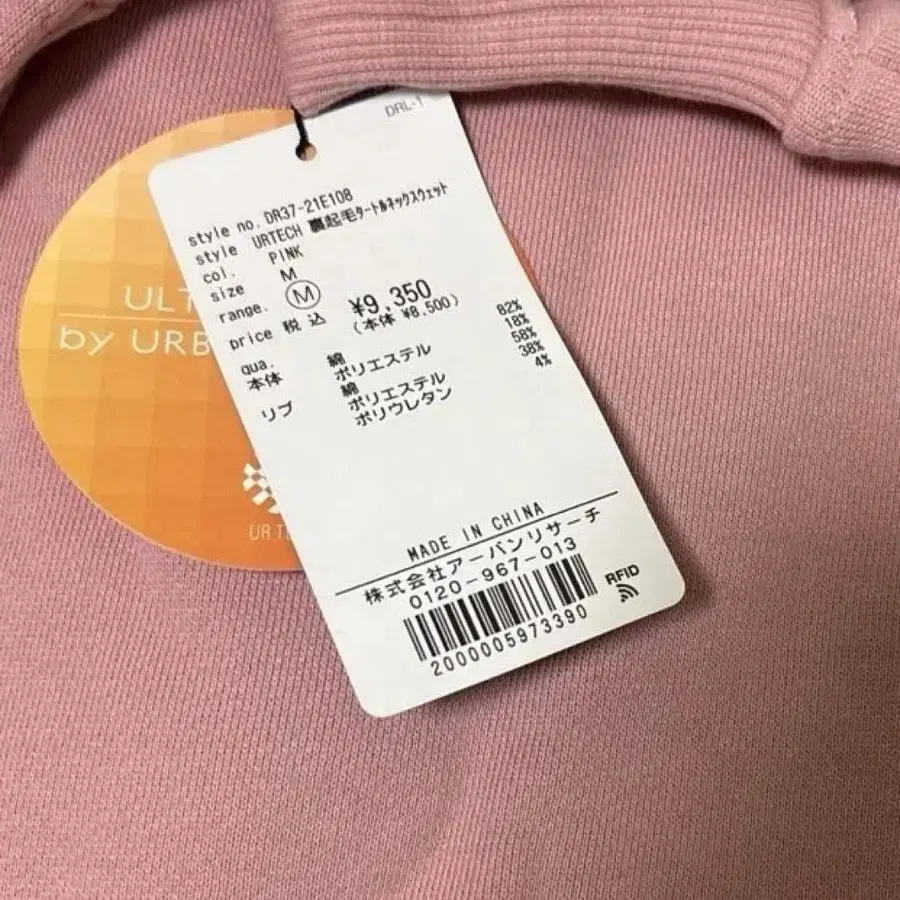 DRL-1
style no. DR37-21E108
style URTECH 裏起毛タートルネックスウェット
col. PINK
size M
range. M
price 税込 ¥9,350
(本体 ¥8,500)
qua.
本体 綿 82%
ポリエステル 18%
リブ 綿 58%
ポリエステル 38%
ポリウレタン 4%
MADE IN CHINA
株式会社アーバンリサーチ
0120-967-013
RFID
2000005973390
by
UR